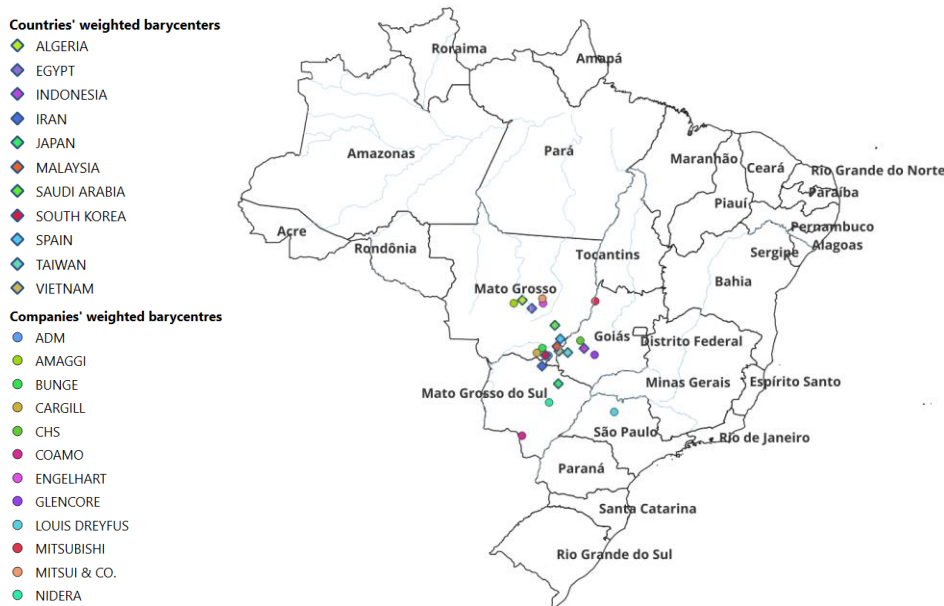 Countries' weighted barycenters
ALGERIA
EGYPT
INDONESIA
IRAN
JAPAN
MALAYSIA
SAUDI ARABIA
SOUTH KOREA
SPAIN
TAIWAN
VIETNAM
Companies' weighted barycentres
ADM
AMAGGI
BUNGE
CARGILL
CHS
COAMO
ENGELHART
GLENCORE
LOUIS DREYFUS
MITSUBISHI
MITSUI & CO.
NIDERA
Roraima
Amapá
Amazonas
Pará
Maranhão
Ceará
Rio Grande do Norte
Paraíba
Piauí
Pernambuco
Acre
Alagoas
Rondônia
Tocantins
Sergipe
Bahia
Mato Grosso
Goiás
Distrito Federal
Minas Gerais
Espírito Santo
Mato Grosso do Sul
São Paulo
Rio de Janeiro
Paraná
Santa Catarina
Rio Grande do Sul